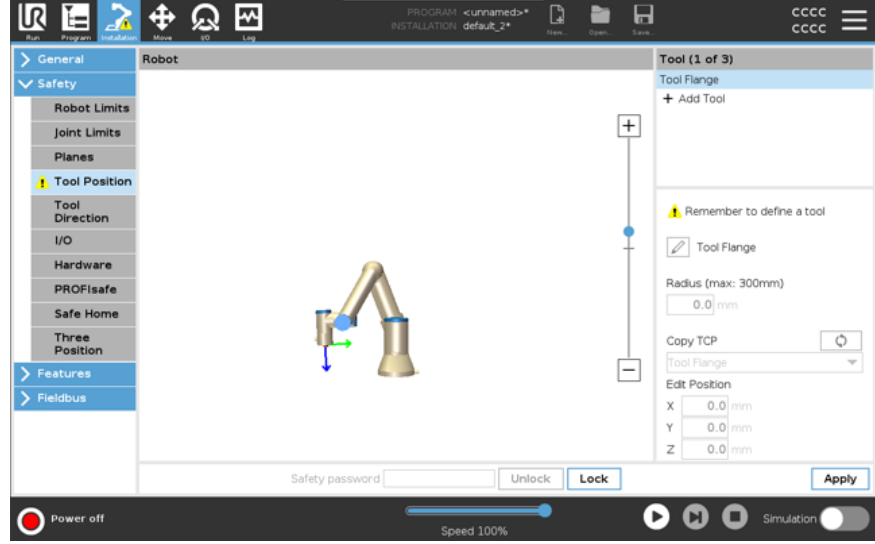 UR
PROGRAM <unnamed>*
INSTALLATION default_2*
CCCC
CCCC
Run Program Installation Move I/O Log New... Open... Save...
General
Safety
Robot Limits
Joint Limits
Planes
Tool Position
Tool
Direction
I/O
Hardware
PROFIsafe
Safe Home
Three
Position
Features
Fieldbus
Robot
+
−
Safety password Unlock Lock
Tool (1 of 3)
Tool Flange
+ Add Tool
Remember to define a tool
Tool Flange
Radius (max: 300mm)
0.0 mm
Copy TCP
Tool Flange
Edit Position
X 0.0 mm
Y 0.0 mm
Z 0.0 mm
Apply
Power off
Speed 100%
Simulation